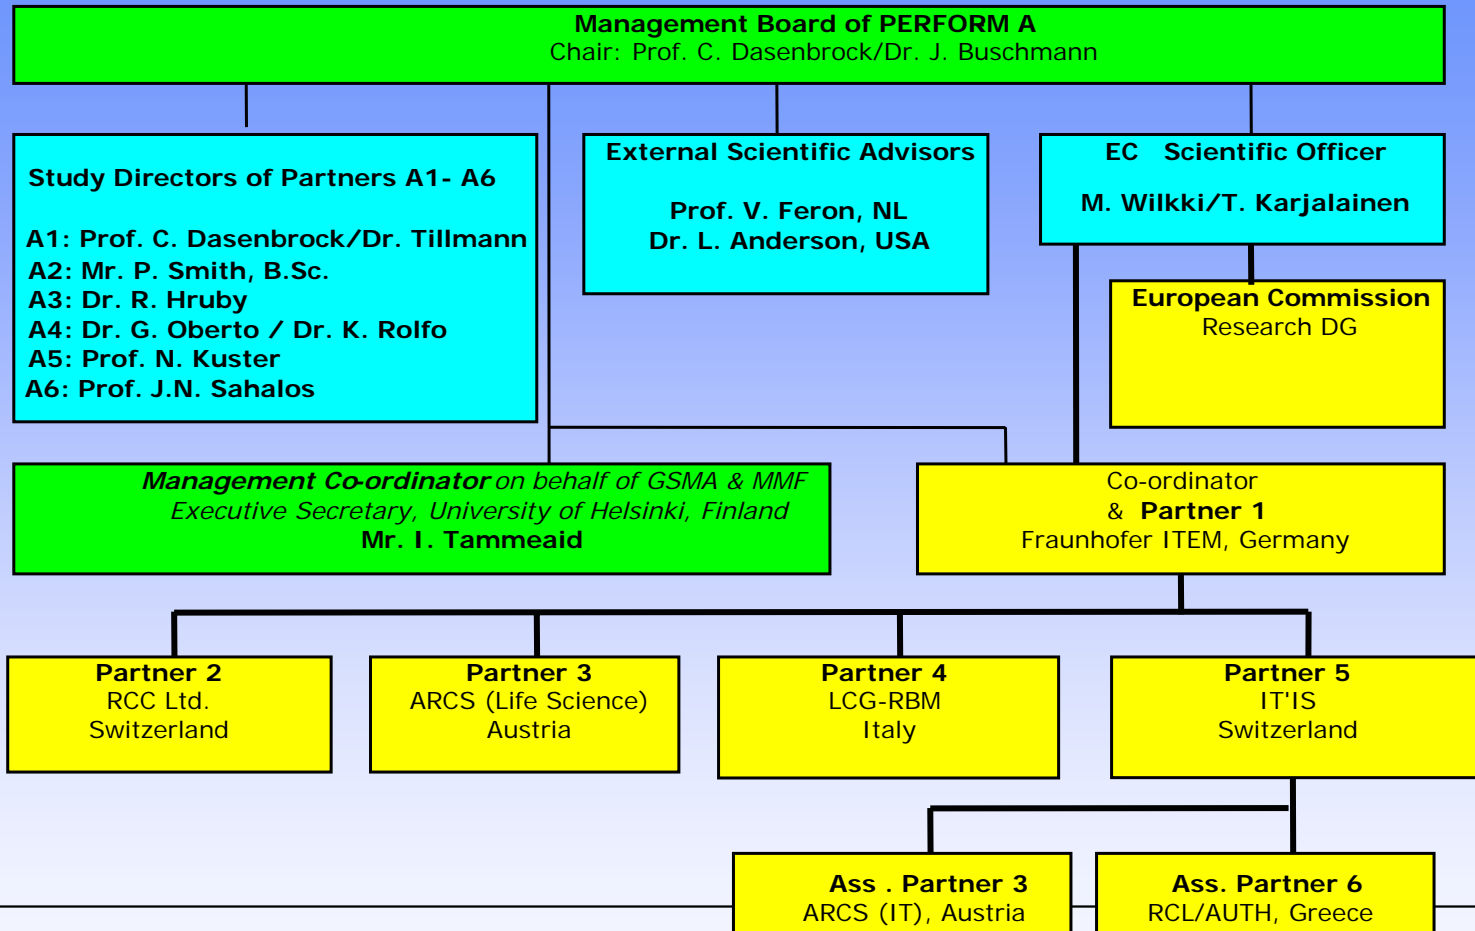 Management Board of PERFORM A
Chair: Prof. C. Dasenbrock/Dr. J. Buschmann
Study Directors of Partners A1- A6
A1: Prof. C. Dasenbrock/Dr. Tillmann
A2: Mr. P. Smith, B.Sc.
A3: Dr. R. Hruby
A4: Dr. G. Oberto / Dr. K. Rolfo
A5: Prof. N. Kuster
A6: Prof. J.N. Sahalos
External Scientific Advisors
Prof. V. Feron, NL
Dr. L. Anderson, USA
EC Scientific Officer
M. Wilkki/T. Karjalainen
European Commission
Research DG
Management Co-ordinator on behalf of GSMA & MMF
Executive Secretary, University of Helsinki, Finland
Mr. I. Tammeaid
Co-ordinator
& Partner 1
Fraunhofer ITEM, Germany
Partner 2
RCC Ltd.
Switzerland
Partner 3
ARCS (Life Science)
Austria
Partner 4
LCG-RBM
Italy
Partner 5
IT'IS
Switzerland
Ass . Partner 3
ARCS (IT), Austria
Ass. Partner 6
RCL/AUTH, Greece